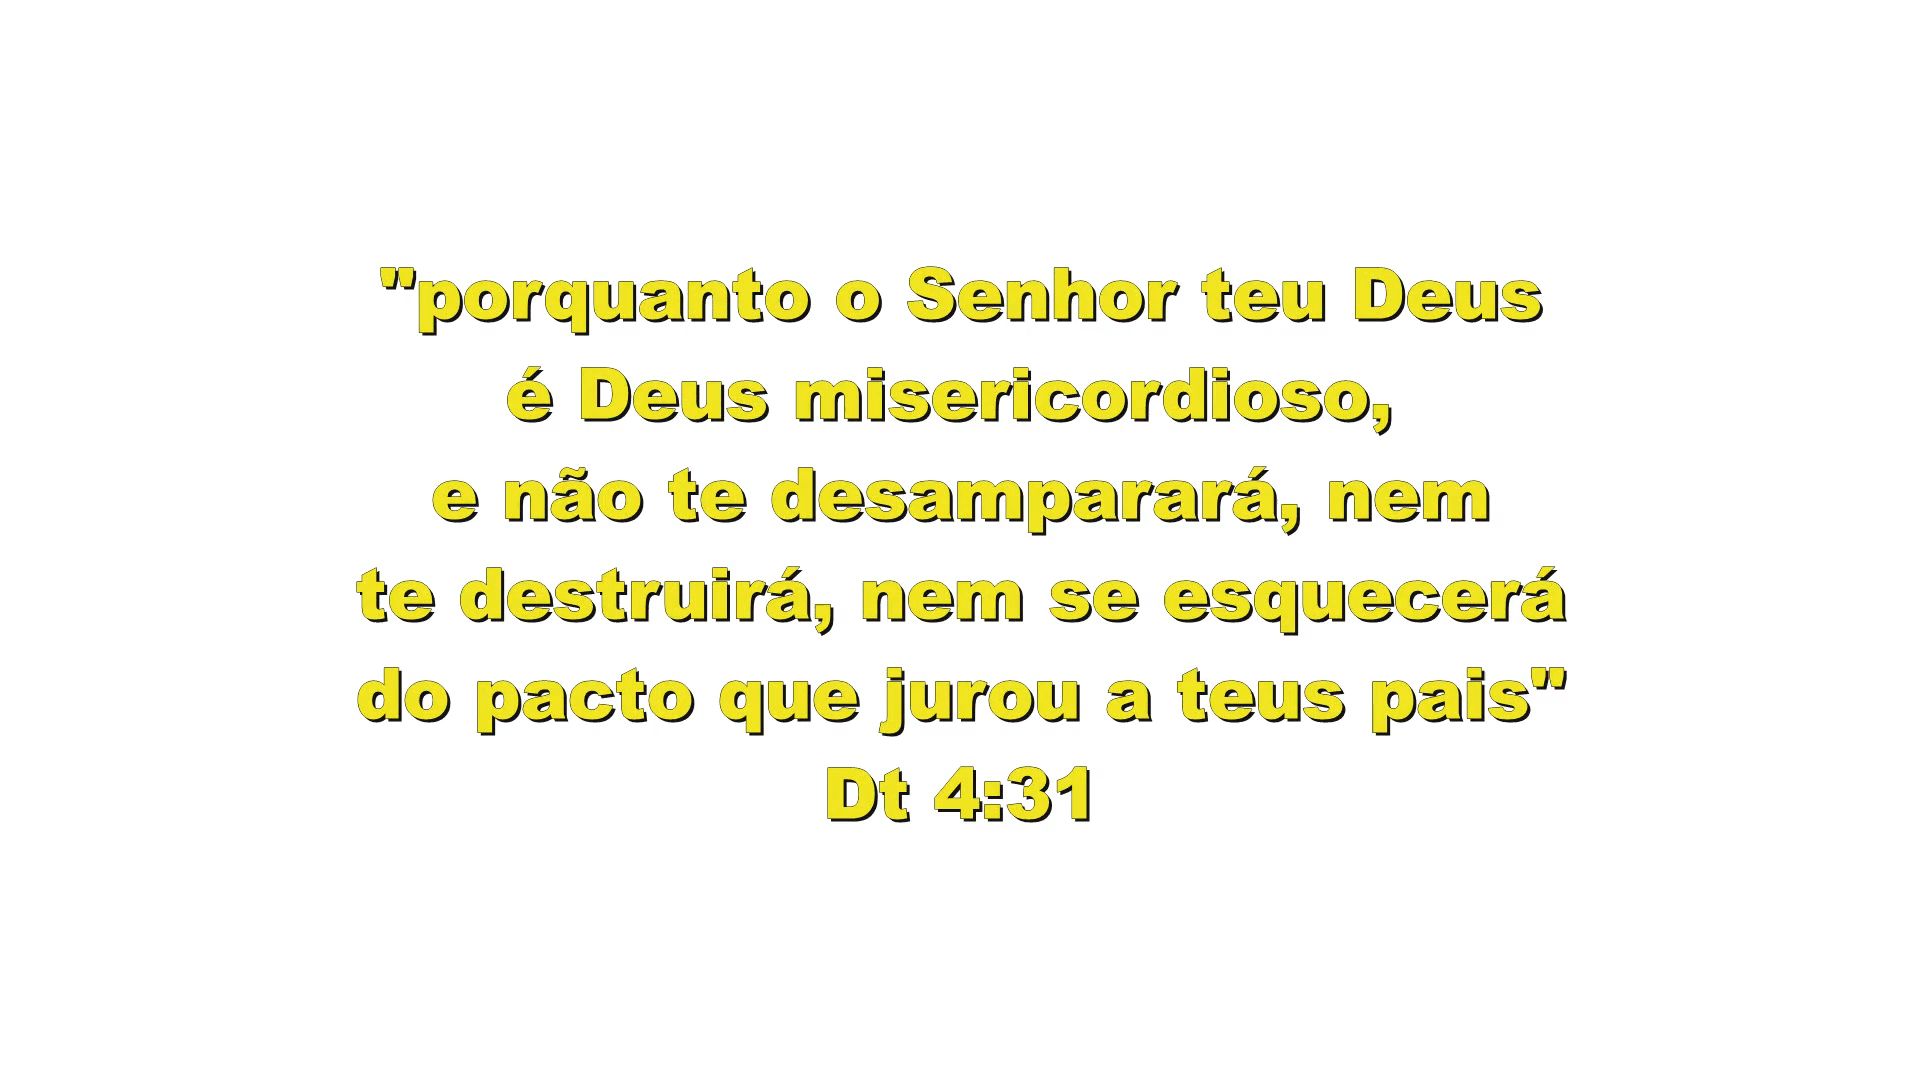 "porquanto o Senhor teu Deus
é Deus misericordioso,
e não te desamparará, nem
te destruirá, nem se esquecerá
do pacto que jurou a teus pais"
Dt 4:31